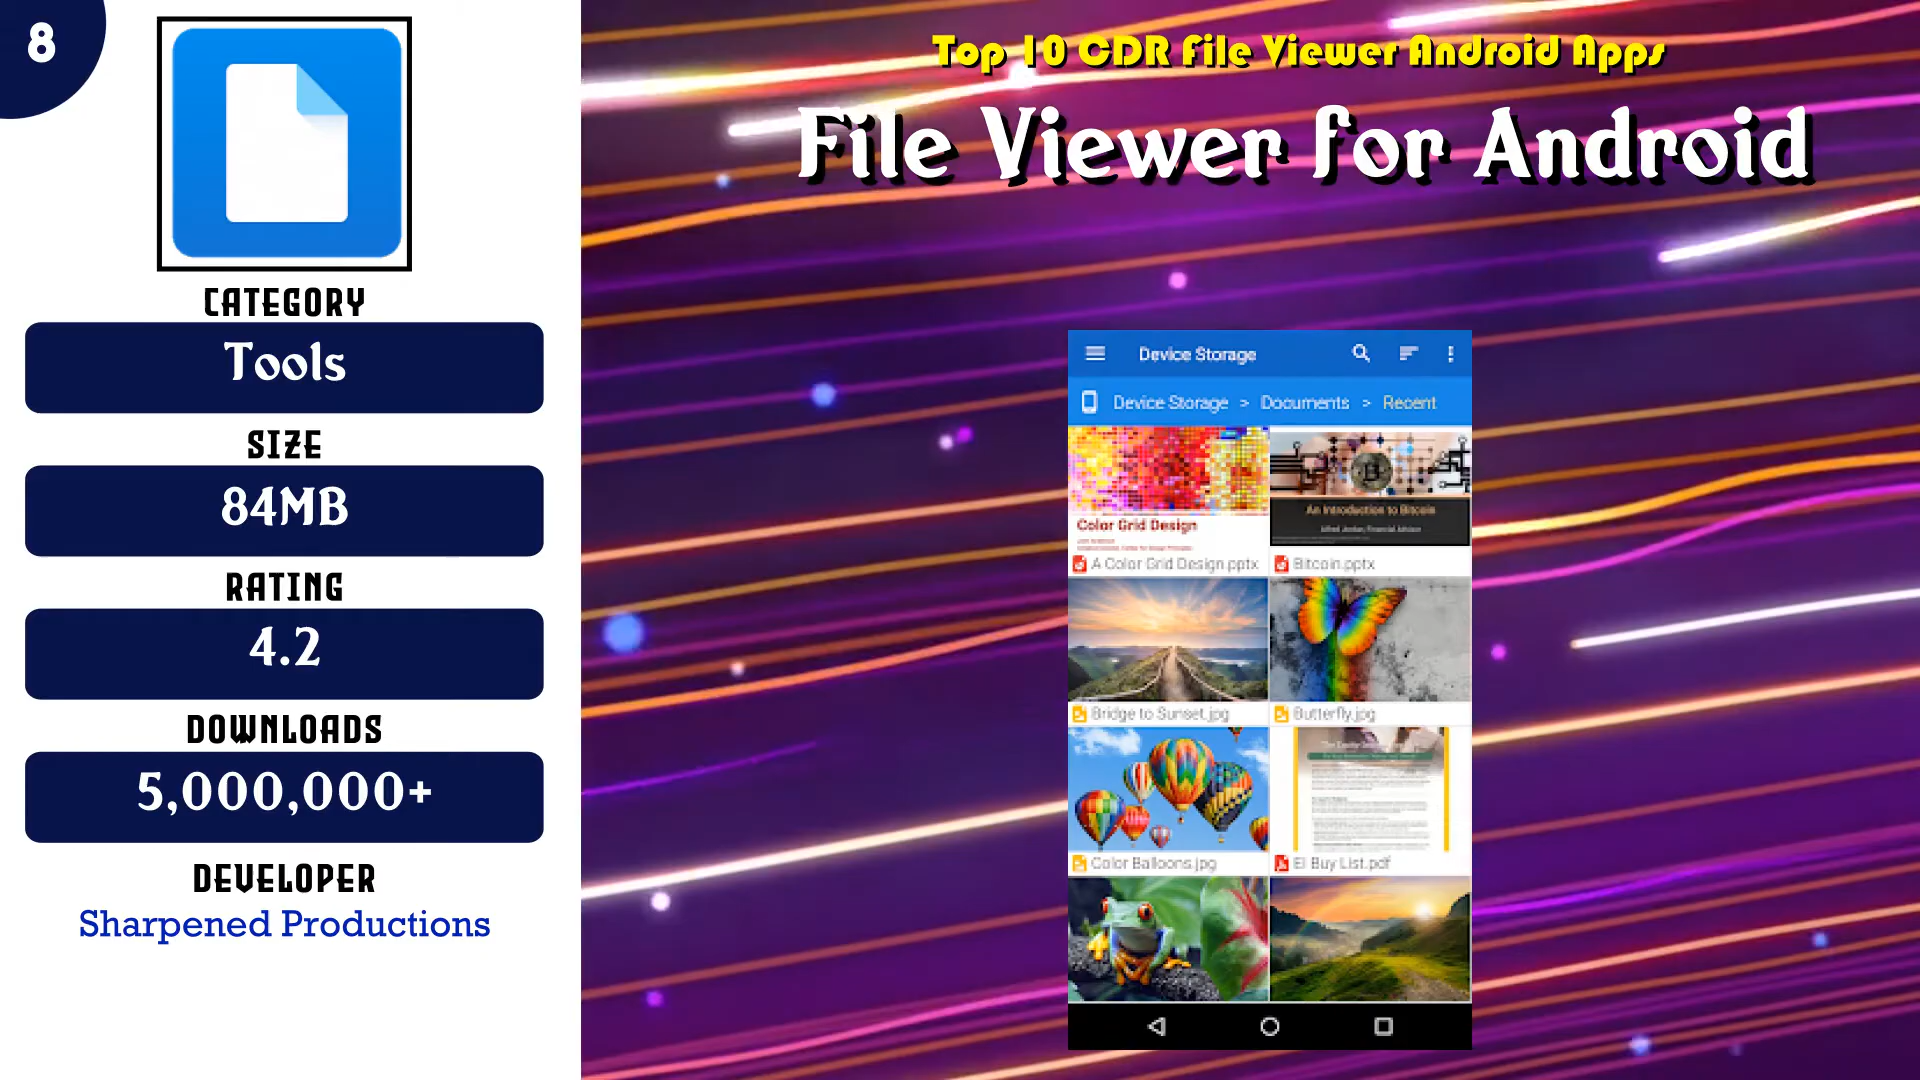 8
CATEGORY
Tools
SIZE
84MB
RATING
4.2
DOWNLOADS
5,000,000+
DEVELOPER
Sharpened Productions
Top 10 CDR File Viewer Android Apps
File Viewer for Android
Device Storage
Device Storage > Documents > Recent
Color Grid Design
An Introduction to Bitcoin
A Color Grid Design.pptx
Bitcoin.pptx
Bridge to Sunset.jpg
Butterfly.jpg
Color Balloons.jpg
EI Buy List.pdf